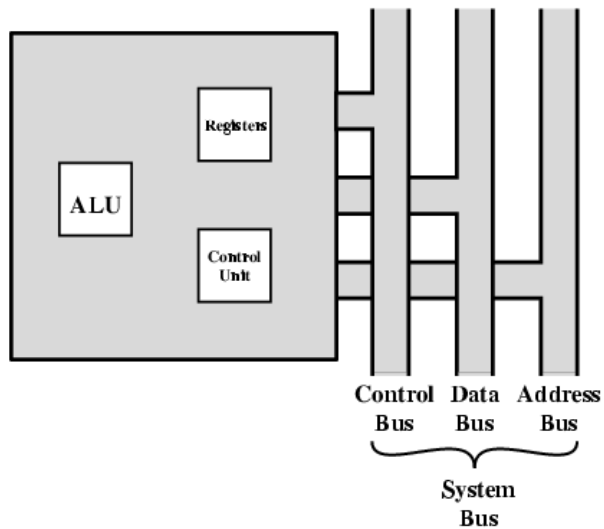 Registers
ALU
Control
Unit
Control Data Address
Bus Bus Bus
System
Bus